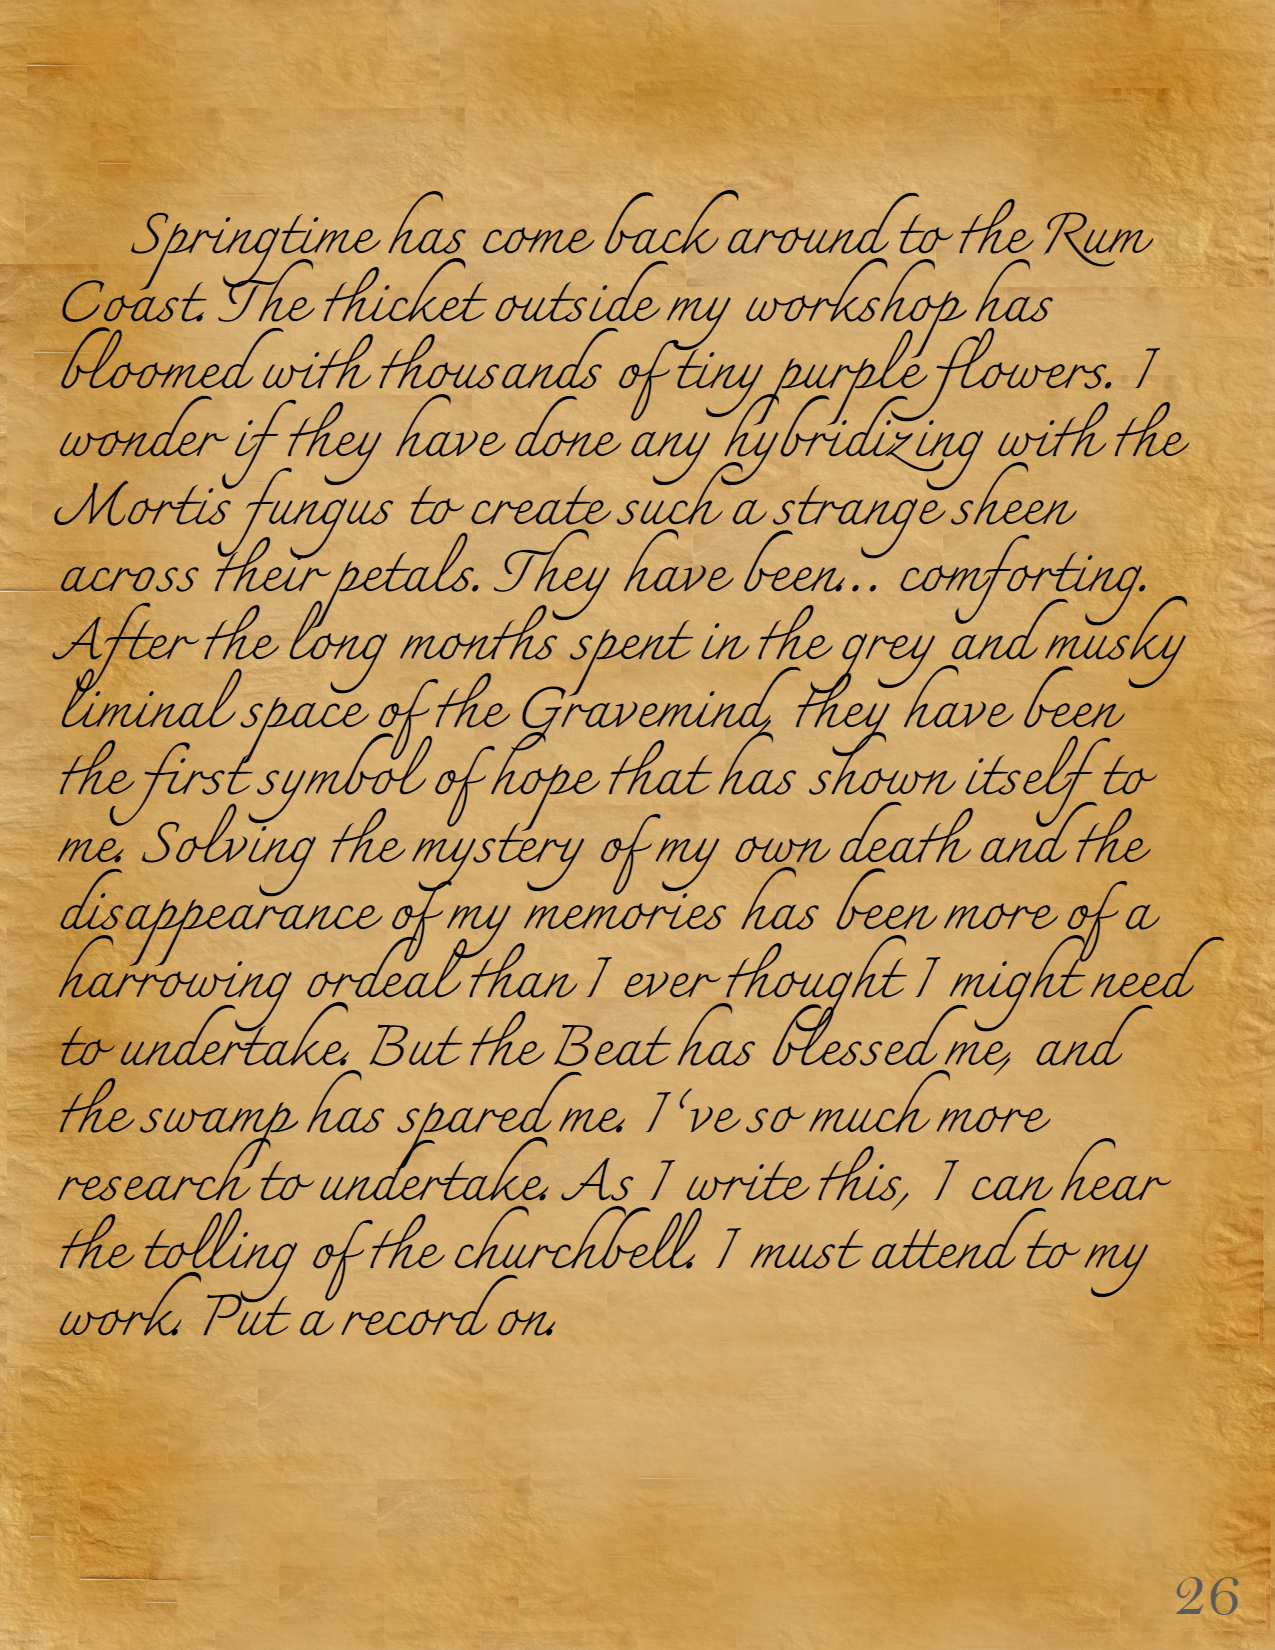 Springtime has come back around to the Rum
Coast. The thicket outside my workshop has
bloomed with thousands of tiny purple flowers. I
wonder if they have done any hybridizing with the
Mortis fungus to create such a strange sheen
across their petals. They have been... comforting.
After the long months spent in the grey and musky
liminal space of the Gravemind, they have been
the first symbol of hope that has shown itself to
me. Solving the mystery of my own death and the
disappearance of my memories has been more of a
harrowing ordeal than I ever thought I might need
to undertake. But the Beat has blessed me, and
the swamp has spared me. I‘ve so much more
research to undertake. As I write this, I can hear
the tolling of the churchbell. I must attend to my
work. Put a record on.
26